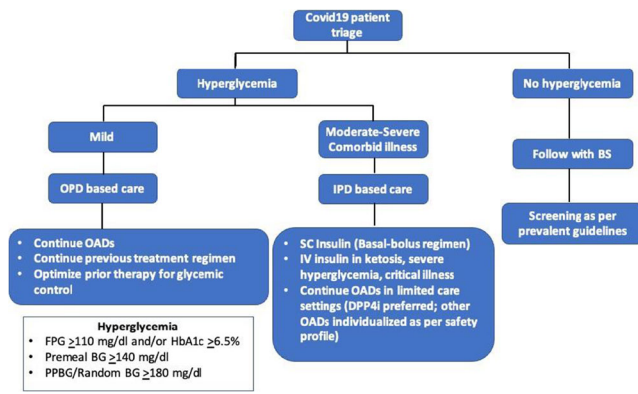 Covid19 patient
triage
Hyperglycemia
No hyperglycemia
Mild
Moderate-Severe
Comorbid illness
Follow with BS
OPD based care
IPD based care
Screening as per
prevalent guidelines
• Continue OADs
• Continue previous treatment regimen
• Optimize prior therapy for glycemic
control
• SC Insulin (Basal-bolus regimen)
• IV insulin in ketosis, severe
hyperglycemia, critical illness
• Continue OADs in limited care
settings (DPP4i preferred; other
OADs individualized as per safety
profile)
Hyperglycemia
• FPG ≥110 mg/dl and/or HbA1c ≥6.5%
• Premeal BG ≥140 mg/dl
• PPBG/Random BG ≥180 mg/dl